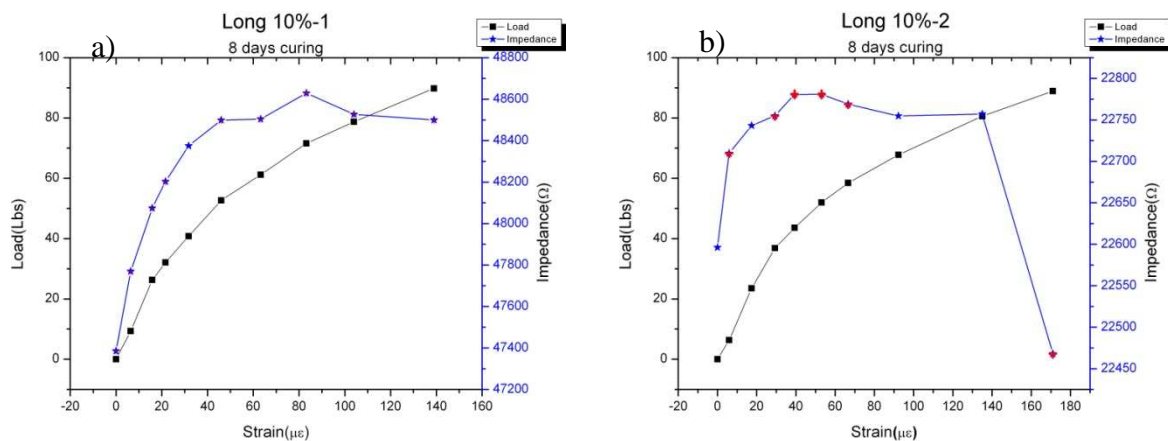 a)
Long 10%-1
8 days curing
Load
Impedance
100
80
60
40
20
0
Load(Lbs)
-20 0 20 40 60 80 100 120 140 160
Strain(με)
48800
48600
48400
48200
48000
47800
47600
47400
47200
Impedance(Ω)
b)
Long 10%-2
8 days curing
Load
Impedance
100
80
60
40
20
0
Load(Lbs)
-20 0 20 40 60 80 100 120 140 160 180
Strain(με)
22800
22750
22700
22650
22600
22550
22500
22450
Impedance(Ω)